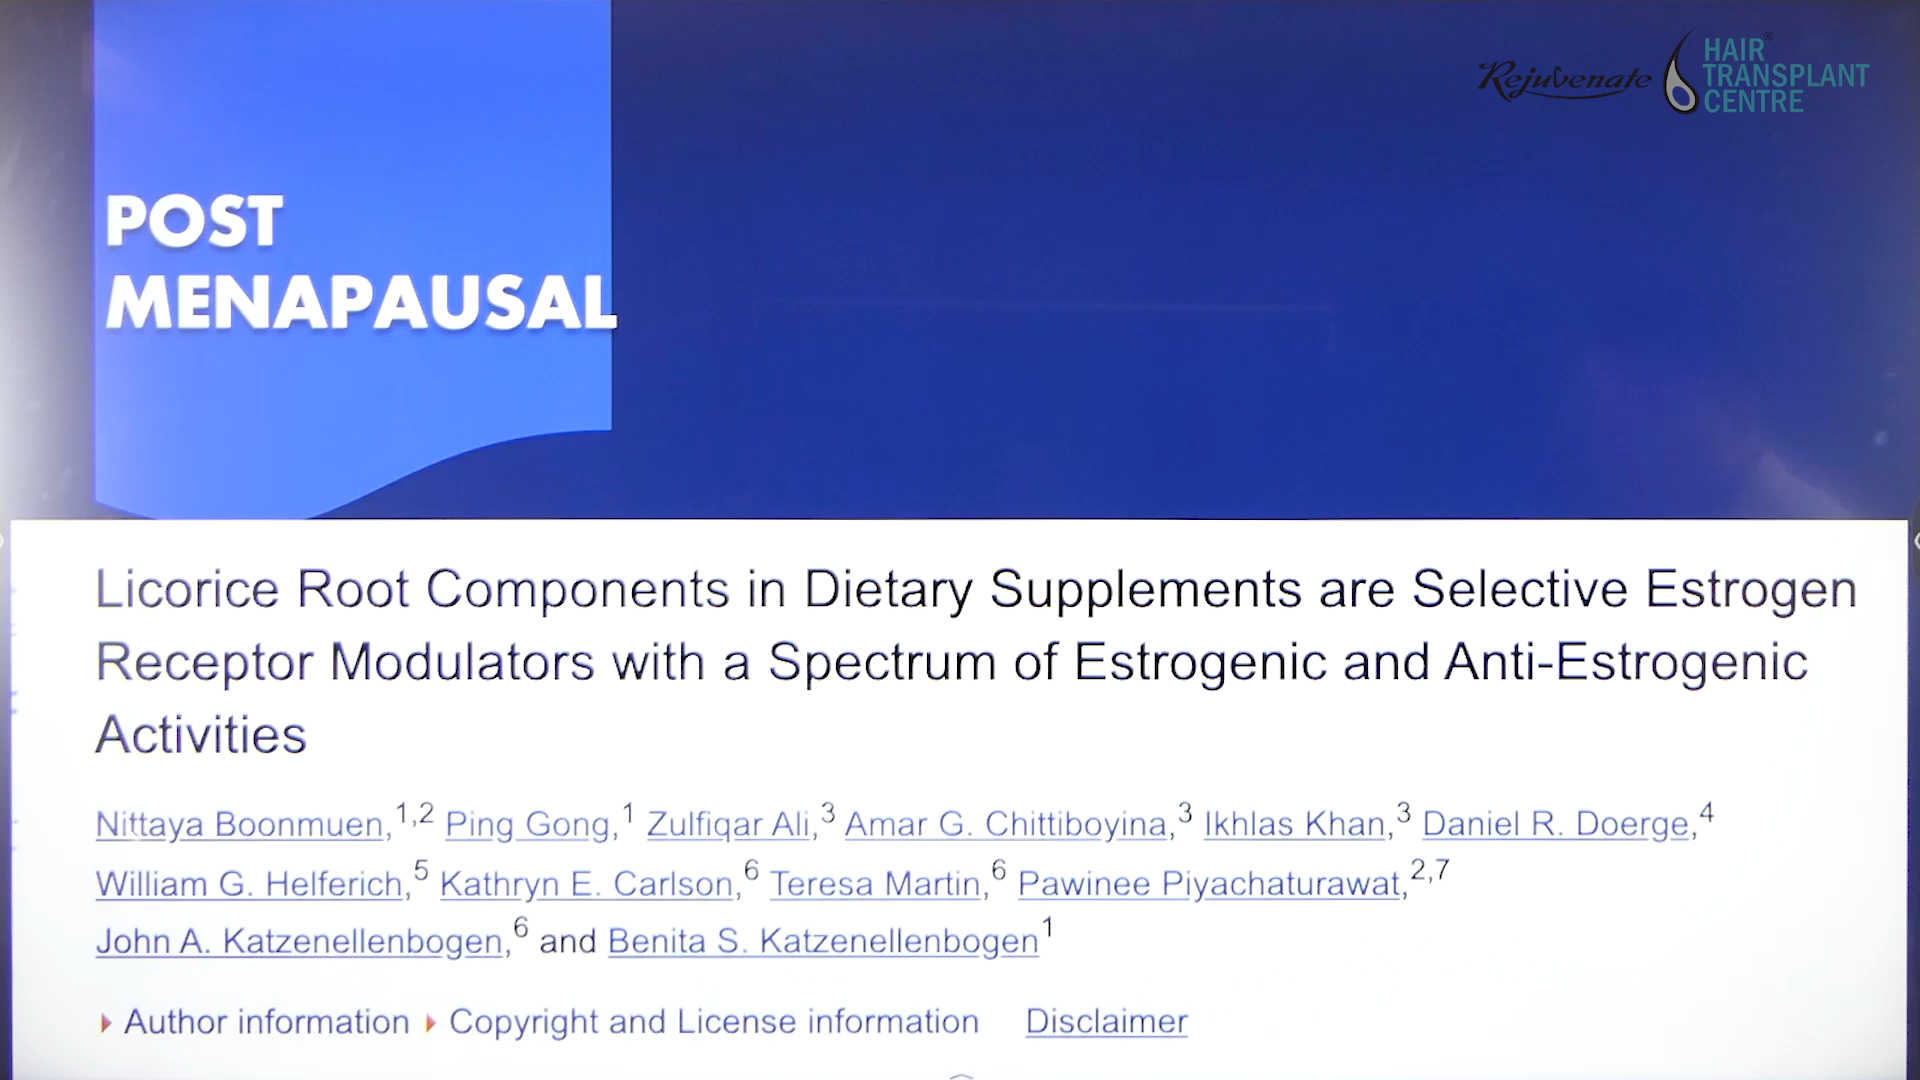 Rejuvenate
HAIR®
TRANSPLANT
CENTRE
POST
MENAPAUSAL
Licorice Root Components in Dietary Supplements are Selective Estrogen
Receptor Modulators with a Spectrum of Estrogenic and Anti-Estrogenic
Activities
Nittaya Boonmuen,1,2 Ping Gong,1 Zulfiqar Ali,3 Amar G. Chittiboyina,3 Ikhlas Khan,3 Daniel R. Doerge,4
William G. Helferich,5 Kathryn E. Carlson,6 Teresa Martin,6 Pawinee Piyachaturawat,2,7
John A. Katzenellenbogen,6 and Benita S. Katzenellenbogen1
Author information Copyright and License information Disclaimer